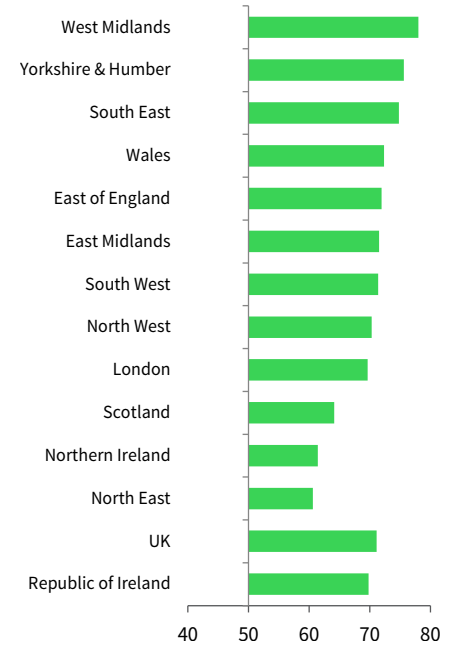 West Midlands
Yorkshire & Humber
South East
Wales
East of England
East Midlands
South West
North West
London
Scotland
Northern Ireland
North East
UK
Republic of Ireland
40 50 60 70 80